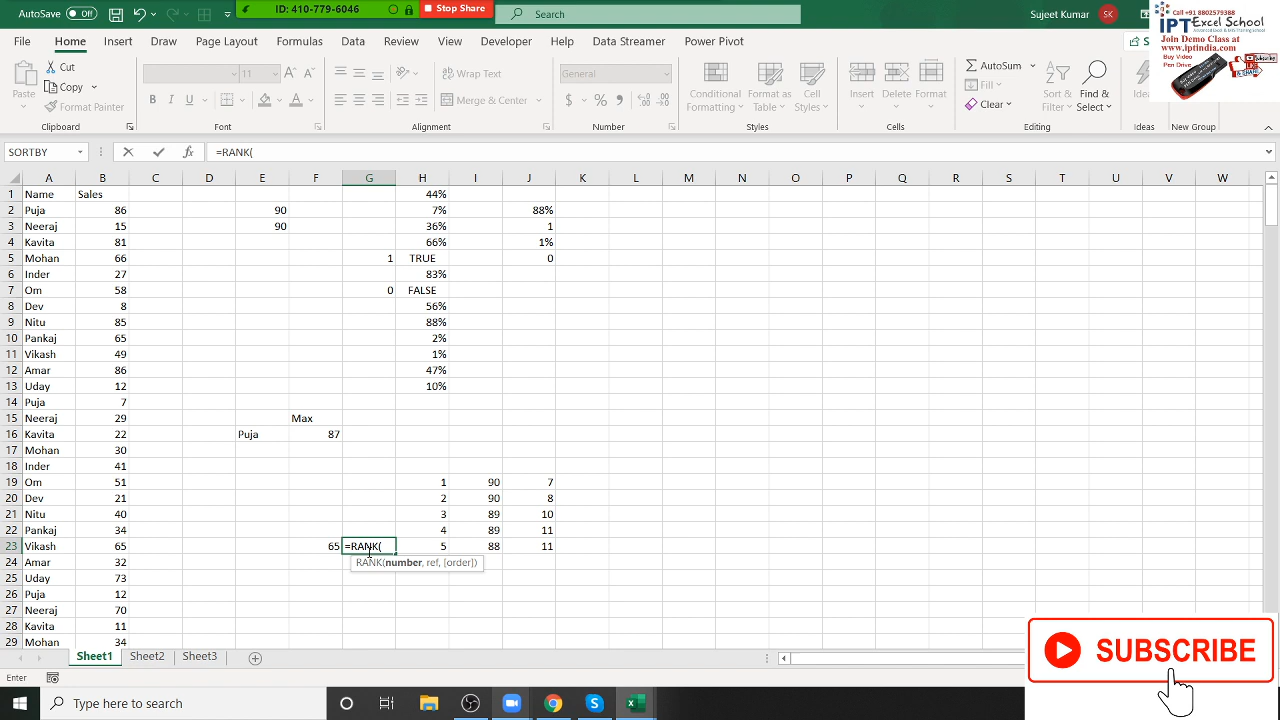 AutoSave Off
ID: 410-779-6046 Stop Share
Search
Sujeet Kumar SK
File Home Insert Draw Page Layout Formulas Data Review View Developer Help Data Streamer Power Pivot
Cut
Copy
Format Painter
Paste
Clipboard
11
B I U
Font
Wrap Text
Merge & Center
Alignment
General
$ %
Number
Conditional Formatting
Format as Table
Cell Styles
Styles
Insert Delete Format
Cells
AutoSum
Fill
Clear
Sort & Filter
Find & Select
Editing
Ideas
Ideas
New Group
Call +91 8802579388
IPT Excel School
Join Demo Class at
www.iptindia.com
Buy Video
Pen Drive
SORTBY fx =RANK(
A B C D E F G H I J K L M N O P Q R S T U V W
1 Name Sales 44%
2 Puja 86 90 7% 88%
3 Neeraj 15 90 36% 1
4 Kavita 81 66% 1%
5 Mohan 66 1 TRUE 0
6 Inder 27 83%
7 Om 58 0 FALSE
8 Dev 8 56%
9 Nitu 85 88%
10 Pankaj 65 2%
11 Vikash 49 1%
12 Amar 86 47%
13 Uday 12 10%
14 Puja 7
15 Neeraj 29 Max
16 Kavita 22 Puja 87
17 Mohan 30
18 Inder 41
19 Om 51 1 90 7
20 Dev 21 2 90 8
21 Nitu 40 3 89 10
22 Pankaj 34 4 89 11
23 Vikash 65 65 =RANK( 5 88 11
RANK(number, ref, [order])
24 Amar 32
25 Uday 73
26 Puja 12
27 Neeraj 70
28 Kavita 11
29 Mohan 34
SUBSCRIBE
Sheet1 Sheet2 Sheet3
Enter
Type here to search